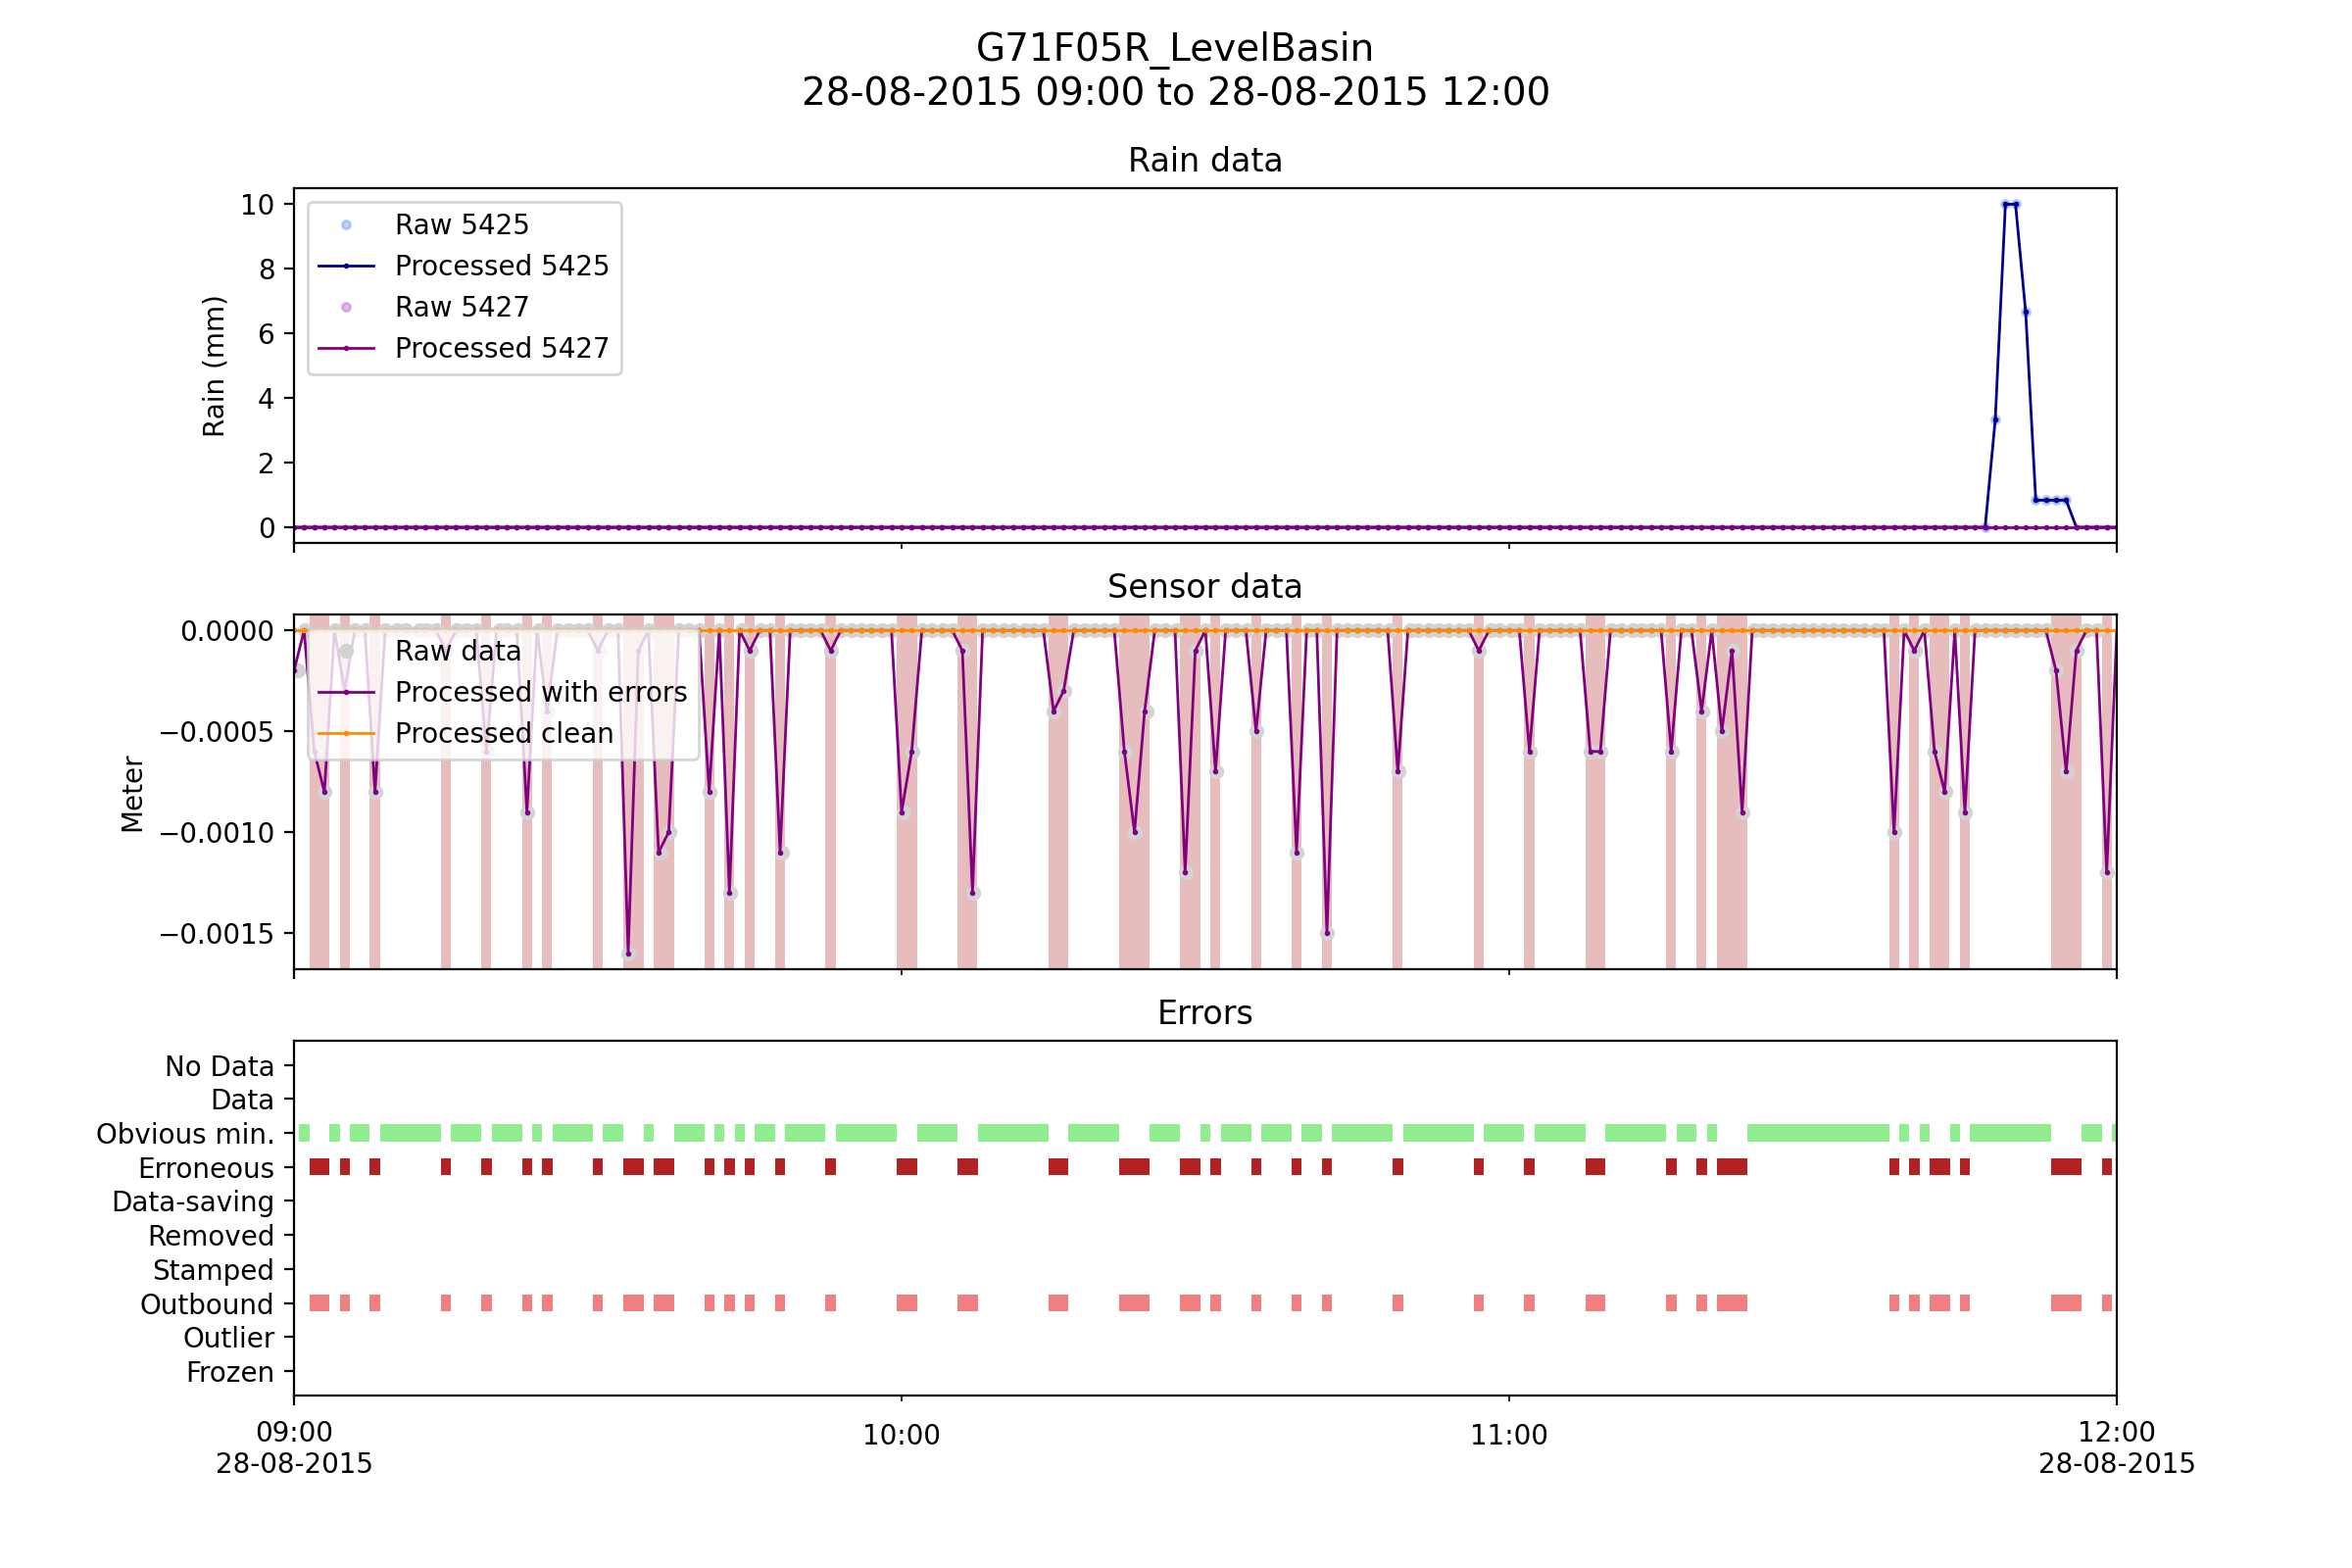 G71F05R_LevelBasin
28-08-2015 09:00 to 28-08-2015 12:00
Rain data
10
8
6
4
2
0
Rain (mm)
Raw 5425
Processed 5425
Raw 5427
Processed 5427
Sensor data
0.0000
−0.0005
−0.0010
−0.0015
Meter
Raw data
Processed with errors
Processed clean
Errors
No Data
Data
Obvious min.
Erroneous
Data-saving
Removed
Stamped
Outbound
Outlier
Frozen
09:00
28-08-2015
10:00
11:00
12:00
28-08-2015